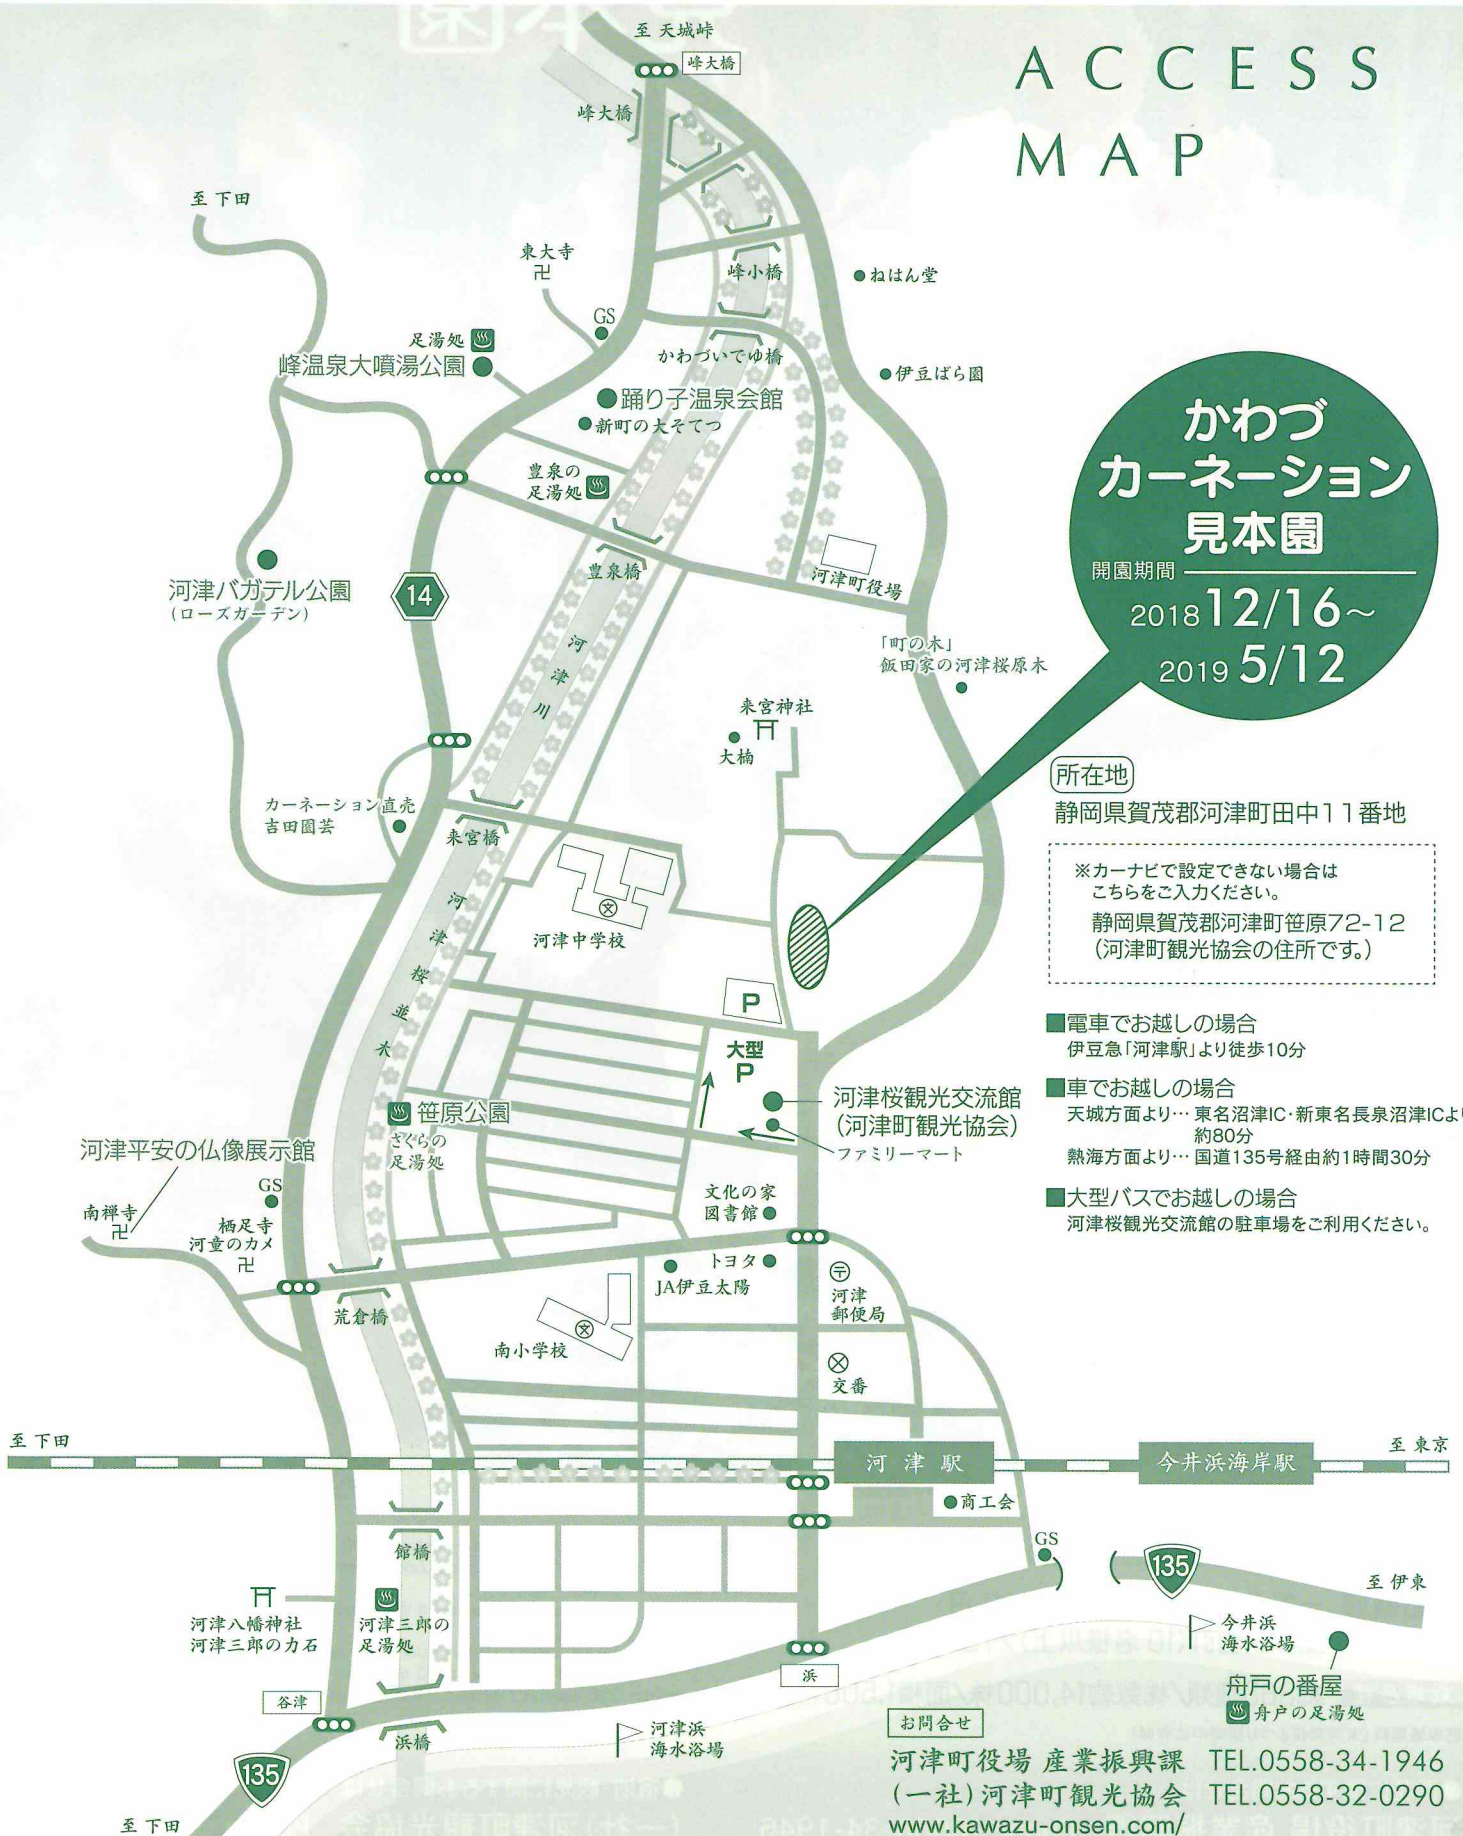 ACCESS
MAP
至 天城峠
峰大橋
峰大橋
至 下田
東大寺
GS
峰小橋
ねはん堂
足湯処
峰温泉大噴湯公園
かわづいでゆ橋
伊豆ばら園
踊り子温泉会館
新町の大そてつ
豊泉の
足湯処
豊泉橋
河津町役場
河津バガテル公園
(ローズガーデン)
14
河津川
「町の木」
飯田家の河津桜原木
来宮神社
大楠
かわづ
カーネーション
見本園
開園期間
2018 12/16～
2019 5/12
所在地
静岡県賀茂郡河津町田中11番地
※カーナビで設定できない場合は
こちらをご入力ください。
静岡県賀茂郡河津町笹原72-12
(河津町観光協会の住所です。)
■電車でお越しの場合
伊豆急「河津駅」より徒歩10分
■車でお越しの場合
天城方面より…東名沼津IC・新東名長泉沼津ICより
約80分
熱海方面より…国道135号経由約1時間30分
■大型バスでお越しの場合
河津桜観光交流館の駐車場をご利用ください。
カーネーション直売
吉田園芸
来宮橋
河津桜並木
文
河津中学校
P
大型
P
河津桜観光交流館
(河津町観光協会)
ファミリーマート
笹原公園
さくらの
足湯処
河津平安の仏像展示館
南禅寺
GS
栖足寺
河童のカメ
文化の家
図書館
トヨタ
JA伊豆太陽
河津
郵便局
荒倉橋
文
南小学校
交番
至 下田
河津駅
今井浜海岸駅
至 東京
商工会
GS
館橋
135
至 伊東
河津八幡神社
河津三郎の力石
河津三郎の
足湯処
今井浜
海水浴場
舟戸の番屋
舟戸の足湯処
谷津
浜
浜橋
河津浜
海水浴場
135
至 下田
お問合せ
河津町役場 産業振興課 TEL.0558-34-1946
(一社)河津町観光協会 TEL.0558-32-0290
www.kawazu-onsen.com/